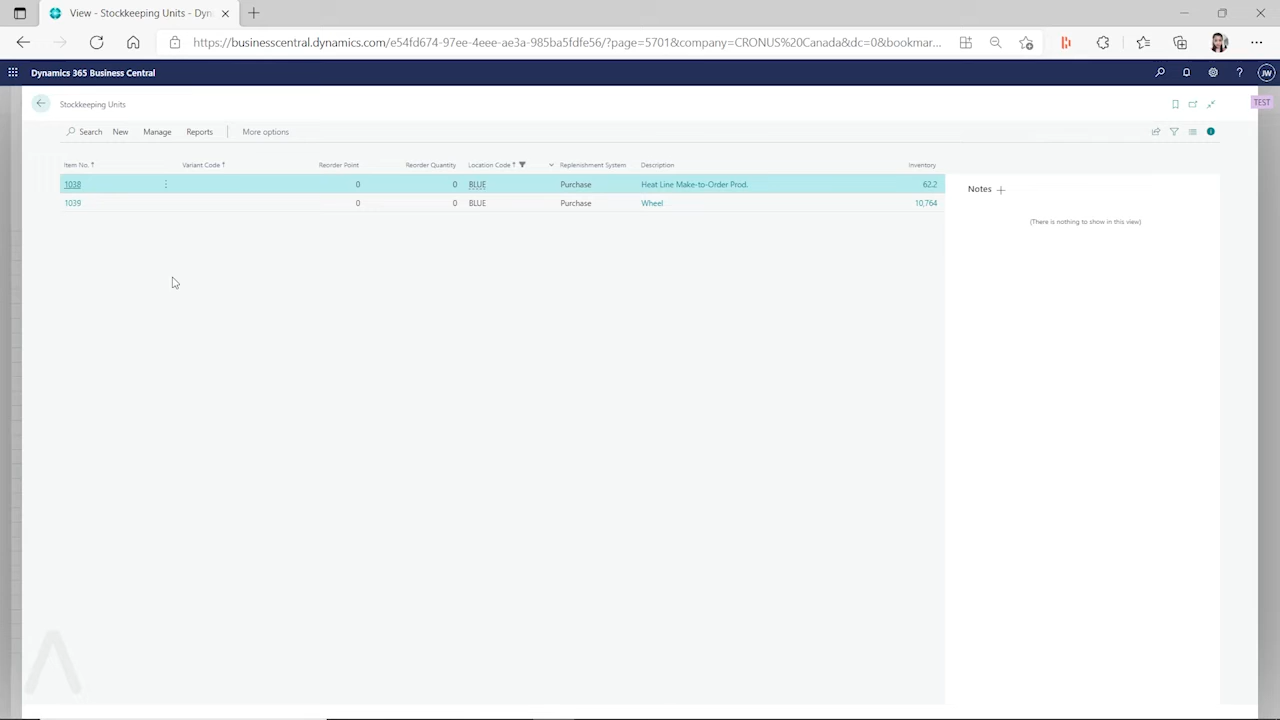 View - Stockkeeping Units - Dyna
https://businesscentral.dynamics.com/e54fd674-97ee-4eee-ae3a-985ba5fdfe56/?page=5701&company=CRONUS%20Canada&dc=0&bookmar...
Dynamics 365 Business Central
JW
Stockkeeping Units
TEST
Search New Manage Reports More options
Item No. ↑ Variant Code ↑ Reorder Point Reorder Quantity Location Code ↑ Replenishment System Description Inventory
1038 0 0 BLUE Purchase Heat Line Make-to-Order Prod. 62.2
1039 0 0 BLUE Purchase Wheel 10,764
Notes
(There is nothing to show in this view)